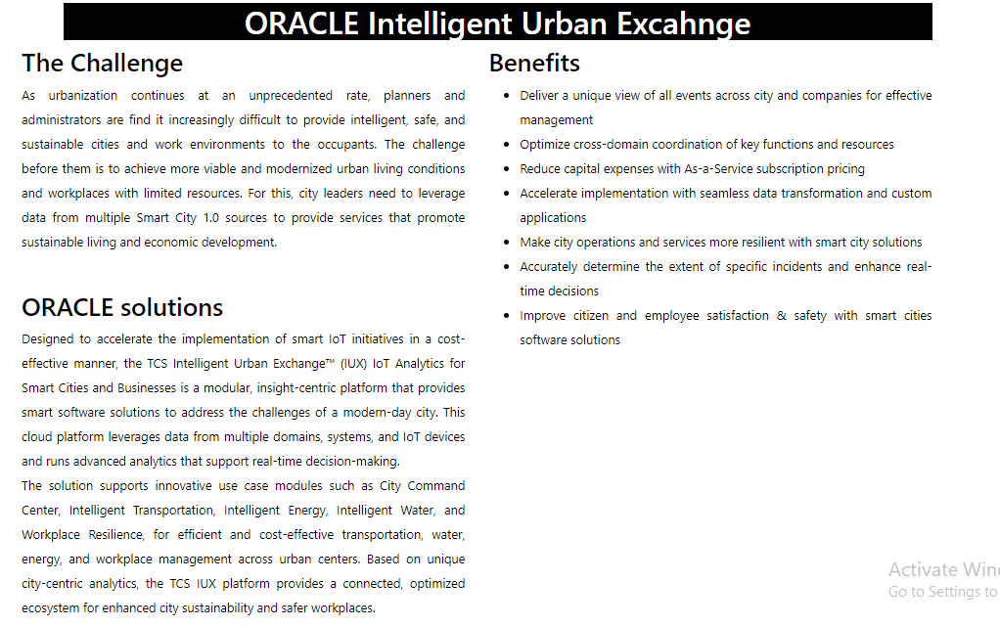 ORACLE Intelligent Urban Excahnge
The Challenge
As urbanization continues at an unprecedented rate, planners and
administrators are find it increasingly difficult to provide intelligent, safe, and
sustainable cities and work environments to the occupants. The challenge
before them is to achieve more viable and modernized urban living conditions
and workplaces with limited resources. For this, city leaders need to leverage
data from multiple Smart City 1.0 sources to provide services that promote
sustainable living and economic development.
ORACLE solutions
Designed to accelerate the implementation of smart IoT initiatives in a cost-
effective manner, the TCS Intelligent Urban Exchange™ (IUX) IoT Analytics for
Smart Cities and Businesses is a modular, insight-centric platform that provides
smart software solutions to address the challenges of a modern-day city. This
cloud platform leverages data from multiple domains, systems, and IoT devices
and runs advanced analytics that support real-time decision-making.
The solution supports innovative use case modules such as City Command
Center, Intelligent Transportation, Intelligent Energy, Intelligent Water, and
Workplace Resilience, for efficient and cost-effective transportation, water,
energy, and workplace management across urban centers. Based on unique
city-centric analytics, the TCS IUX platform provides a connected, optimized
ecosystem for enhanced city sustainability and safer workplaces.
Benefits
• Deliver a unique view of all events across city and companies for effective
management
• Optimize cross-domain coordination of key functions and resources
• Reduce capital expenses with As-a-Service subscription pricing
• Accelerate implementation with seamless data transformation and custom
applications
• Make city operations and services more resilient with smart city solutions
• Accurately determine the extent of specific incidents and enhance real-
time decisions
• Improve citizen and employee satisfaction & safety with smart cities
software solutions
Activate Win
Go to Settings to